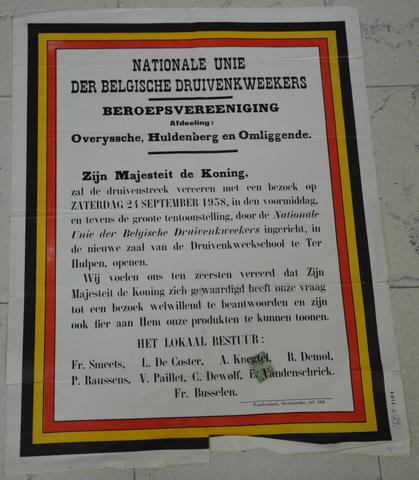 NATIONALE UNIE
DER BELGISCHE DRUIVENKWEEKERS
BEROEPSVEREENIGING
Afdeeling:
Overyssche, Huldenberg en Omliggende.
Zijn Majesteit de Koning,
zal de druivenstreek vereeren met een bezoek op
ZATERDAG 24 SEPTEMBER 1938, in den voormiddag,
en tevens de groote tentoonstelling, door de Nationale
Unie der Belgische Druivenkweekers ingericht, in
de nieuwe zaal van de Druivenkweekschool te Ter
Hulpen, openen.
Wij voelen ons ten zeersten vereerd dat Zijn
Majesteit de Koning zich gewaardigd heeft onze vraag
tot een bezoek welwillend te beantwoorden en zijn
ook fier aan Hem onze produkten te kunnen toonen.
HET LOKAAL BESTUUR:
Fr. Smeets, L. De Coster, A. Knegtel, R. Demol,
P. Raussens, V. Paillet, C. Dewolf, Vandenschrick.
Fr. Busselen.
Overyssche, tel. 108